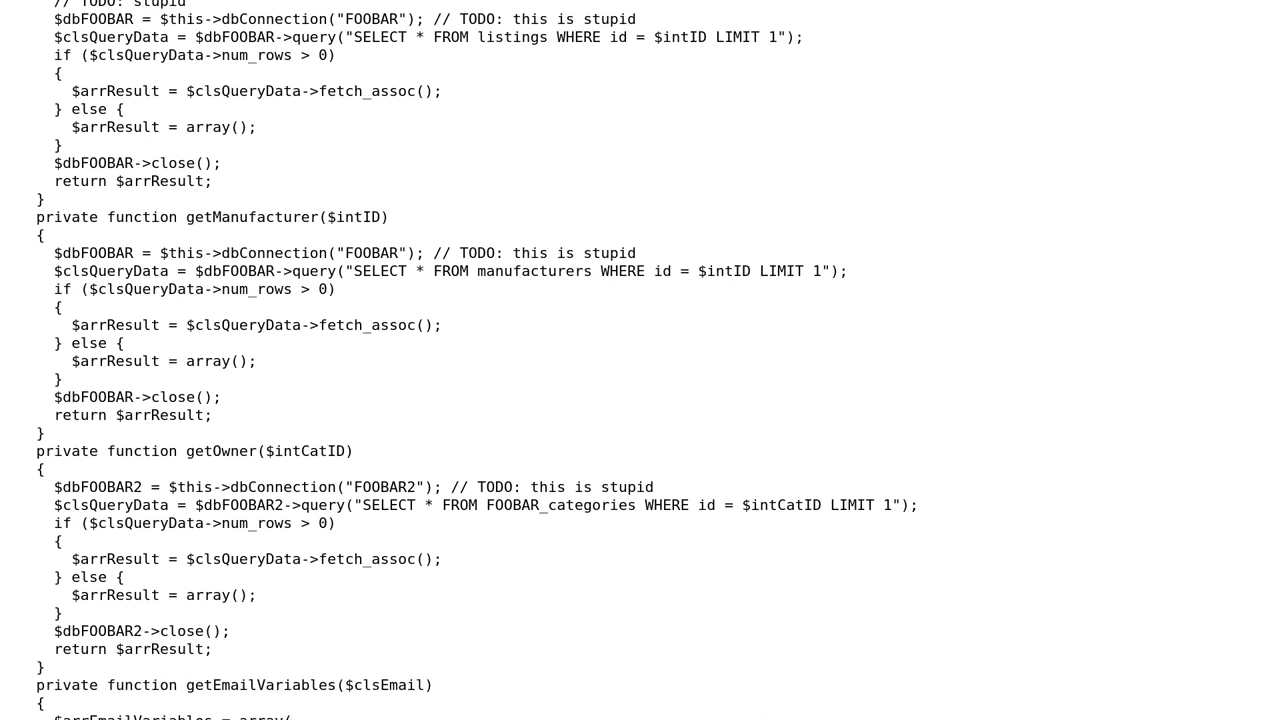 // TODO: stupid
$dbFOOBAR = $this->dbConnection("FOOBAR"); // TODO: this is stupid
$clsQueryData = $dbFOOBAR->query("SELECT * FROM listings WHERE id = $intID LIMIT 1");
if ($clsQueryData->num_rows > 0)
{
$arrResult = $clsQueryData->fetch_assoc();
} else {
$arrResult = array();
}
$dbFOOBAR->close();
return $arrResult;
}
private function getManufacturer($intID)
{
$dbFOOBAR = $this->dbConnection("FOOBAR"); // TODO: this is stupid
$clsQueryData = $dbFOOBAR->query("SELECT * FROM manufacturers WHERE id = $intID LIMIT 1");
if ($clsQueryData->num_rows > 0)
{
$arrResult = $clsQueryData->fetch_assoc();
} else {
$arrResult = array();
}
$dbFOOBAR->close();
return $arrResult;
}
private function getOwner($intCatID)
{
$dbFOOBAR2 = $this->dbConnection("FOOBAR2"); // TODO: this is stupid
$clsQueryData = $dbFOOBAR2->query("SELECT * FROM FOOBAR_categories WHERE id = $intCatID LIMIT 1");
if ($clsQueryData->num_rows > 0)
{
$arrResult = $clsQueryData->fetch_assoc();
} else {
$arrResult = array();
}
$dbFOOBAR2->close();
return $arrResult;
}
private function getEmailVariables($clsEmail)
{
$arrEmailVariables = array(